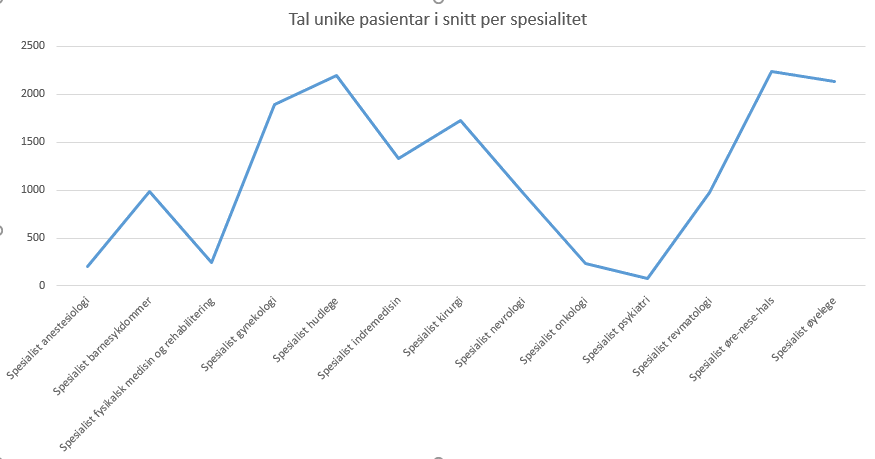 Tal unike pasientar i snitt per spesialitet
2500
2000
1500
1000
500
0
Spesialist anestesiologi
Spesialist barnesykdommer
Spesialist fysikalsk medisin og rehabilitering
Spesialist gynekologi
Spesialist hudlege
Spesialist indremedisin
Spesialist kirurgi
Spesialist nevrologi
Spesialist onkologi
Spesialist psykiatri
Spesialist revmatologi
Spesialist øre-nese-hals
Spesialist øyelege